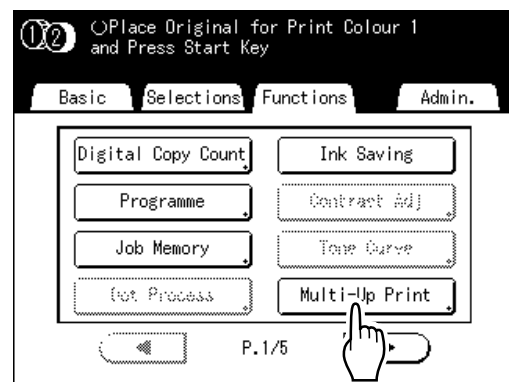 12 Place Original for Print Colour 1
and Press Start Key
Basic Selections Functions Admin.
Digital Copy Count Ink Saving
Programme Contrast Adj
Job Memory Tone Curve
Dot Process Multi-Up Print
P.1/5